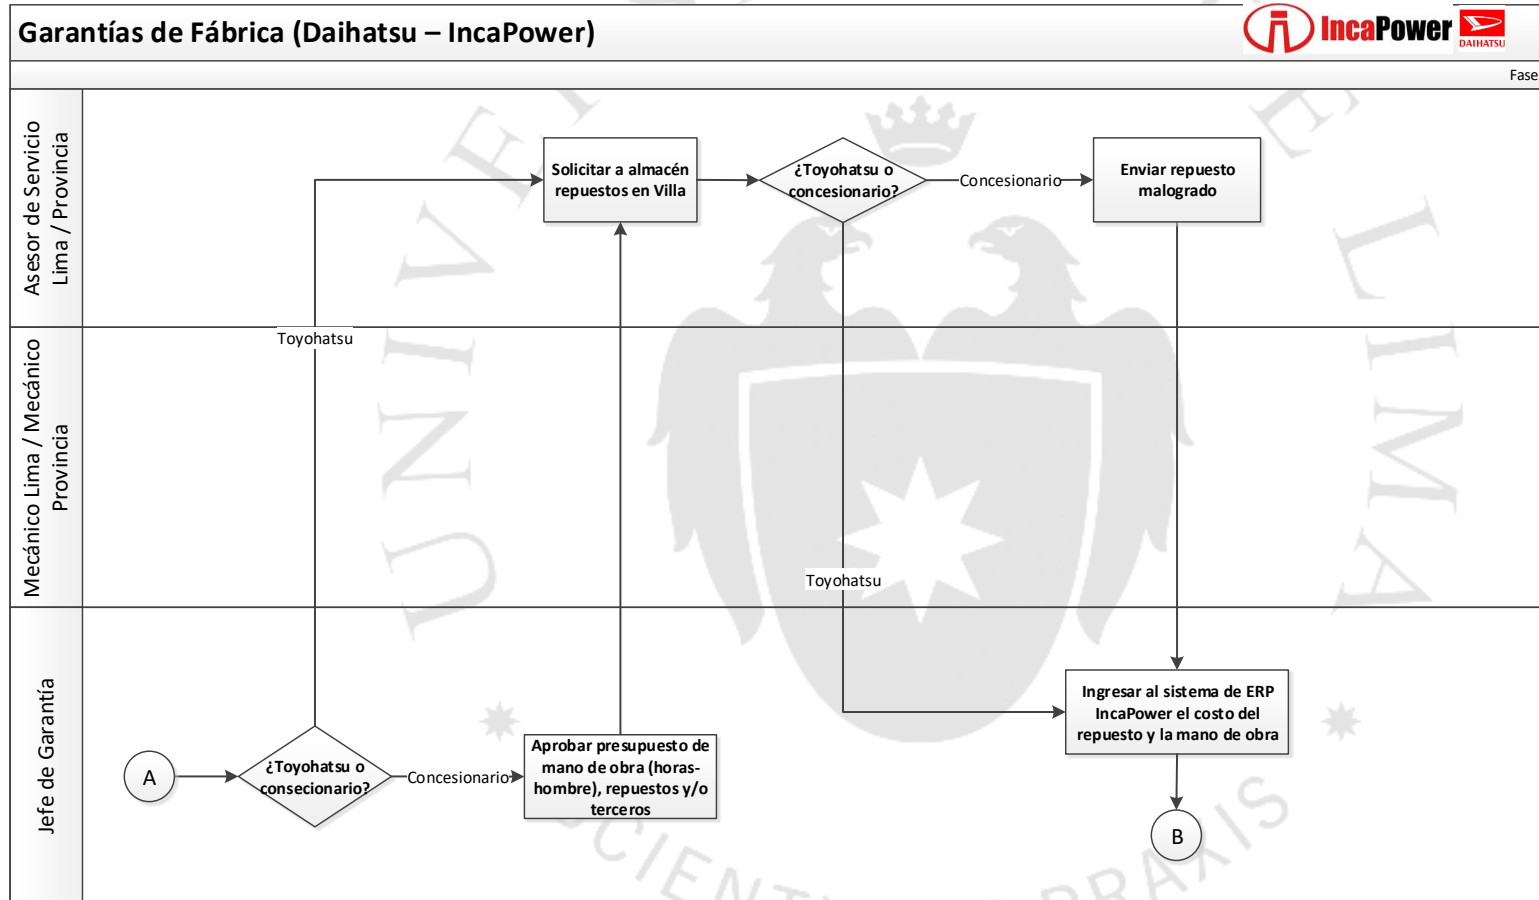 Garantías de Fábrica (Daihatsu – IncaPower)
IncaPower
DAIHATSU
Fase
Asesor de Servicio
Lima / Provincia
Solicitar a almacén
repuestos en Villa
¿Toyohatsu o
concesionario?
Concesionario
Enviar repuesto
malogrado
Toyohatsu
Mecánico Lima / Mecánico
Provincia
Toyohatsu
Jefe de Garantía
A
¿Toyohatsu o
consecionario?
Concesionario
Aprobar presupuesto de
mano de obra (horas-
hombre), repuestos y/o
terceros
Ingresar al sistema de ERP
IncaPower el costo del
repuesto y la mano de obra
B